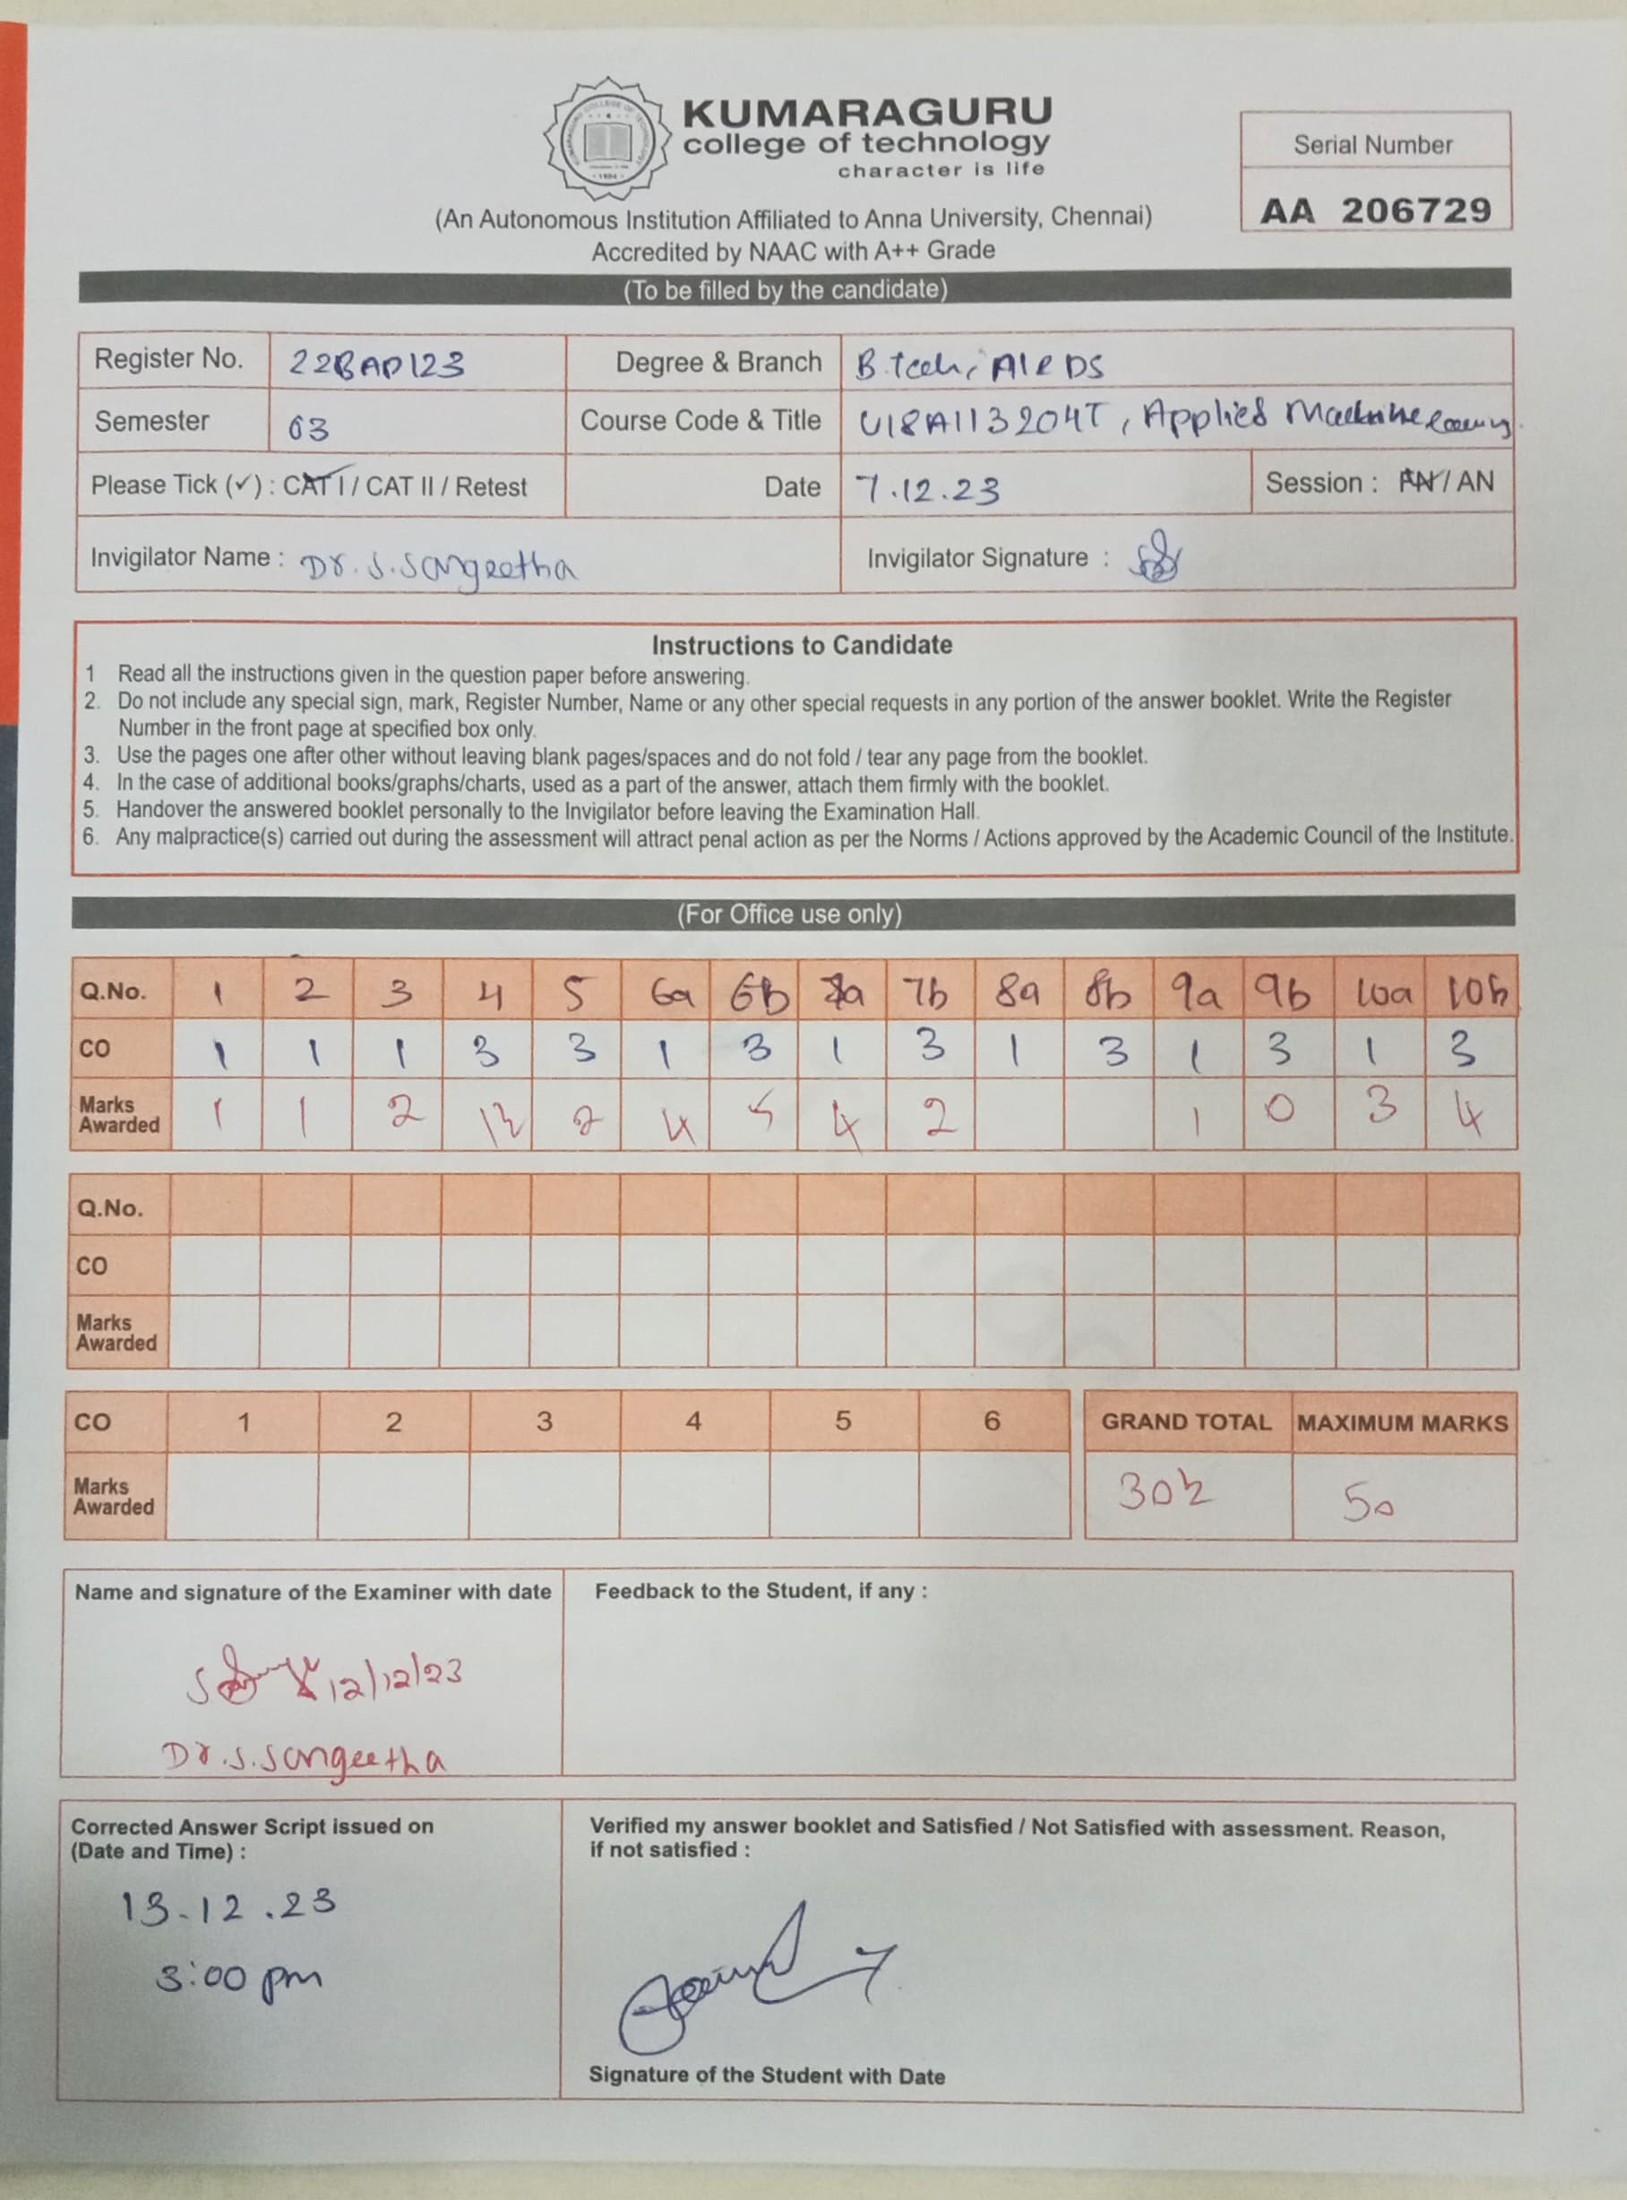 KUMARAGURU
college of technology
character is life
(An Autonomous Institution Affiliated to Anna University, Chennai)
Accredited by NAAC with A++ Grade
Serial Number
AA 206729
(To be filled by the candidate)
Register No. 22BAD123 Degree & Branch B.Tech, AI & DS
Semester 03 Course Code & Title U18AII3204T, Applied Machine
Please Tick (✓) : CAT I / CAT II / Retest Date 7.12.23 Session : FN / AN
Invigilator Name : Dr. S. Sangeetha Invigilator Signature :
Instructions to Candidate
1 Read all the instructions given in the question paper before answering.
2. Do not include any special sign, mark, Register Number, Name or any other special requests in any portion of the answer booklet. Write the Register
Number in the front page at specified box only.
3. Use the pages one after other without leaving blank pages/spaces and do not fold / tear any page from the booklet.
4. In the case of additional books/graphs/charts, used as a part of the answer, attach them firmly with the booklet.
5. Handover the answered booklet personally to the Invigilator before leaving the Examination Hall.
6. Any malpractice(s) carried out during the assessment will attract penal action as per the Norms / Actions approved by the Academic Council of the Institute.
(For Office use only)
Q.No. 1 2 3 4 5 6a 6b 7a 7b 8a 8b 9a 9b 10a 10b
CO 1 1 1 3 3 1 3 1 3 1 3 1 3 1 3
Marks Awarded 1 1 2 1½ 2 4 5 4 2 1 0 3 4
Q.No.
CO
Marks Awarded
CO 1 2 3 4 5 6 GRAND TOTAL MAXIMUM MARKS
Marks Awarded 30½ 50
Name and signature of the Examiner with date Feedback to the Student, if any :
12/12/23
Dr. S. Sangeetha
Corrected Answer Script issued on
(Date and Time) :
13-12.23
3:00 pm
Verified my answer booklet and Satisfied / Not Satisfied with assessment. Reason,
if not satisfied :
Signature of the Student with Date